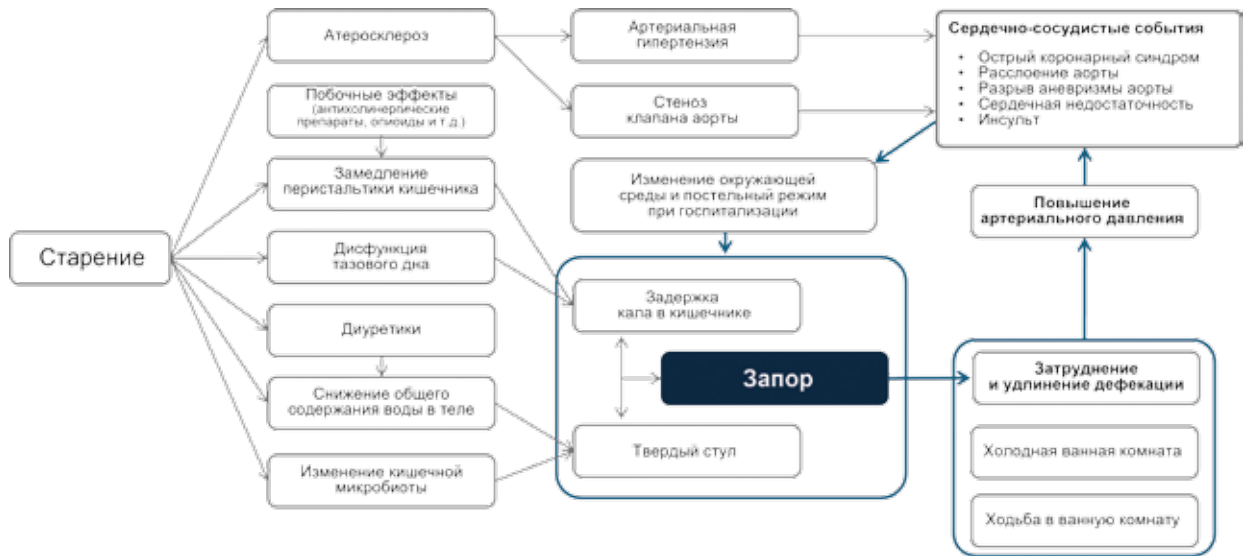 Старение
Атеросклероз
Побочные эффекты
(антихолинергические
препараты, опиоиды и т.д.)
Замедление
перистальтики кишечника
Дисфункция
тазового дна
Диуретики
Снижение общего
содержания воды в теле
Изменение кишечной
микробиоты
Артериальная
гипертензия
Стеноз
клапана аорты
Изменение окружающей
среды и постельный режим
при госпитализации
Задержка
кала в кишечнике
Запор
Твердый стул
Сердечно-сосудистые события
• Острый коронарный синдром
• Расслоение аорты
• Разрыв аневризмы аорты
• Сердечная недостаточность
• Инсульт
Повышение
артериального давления
Затруднение
и удлинение дефекации
Холодная ванная комната
Ходьба в ванную комнату